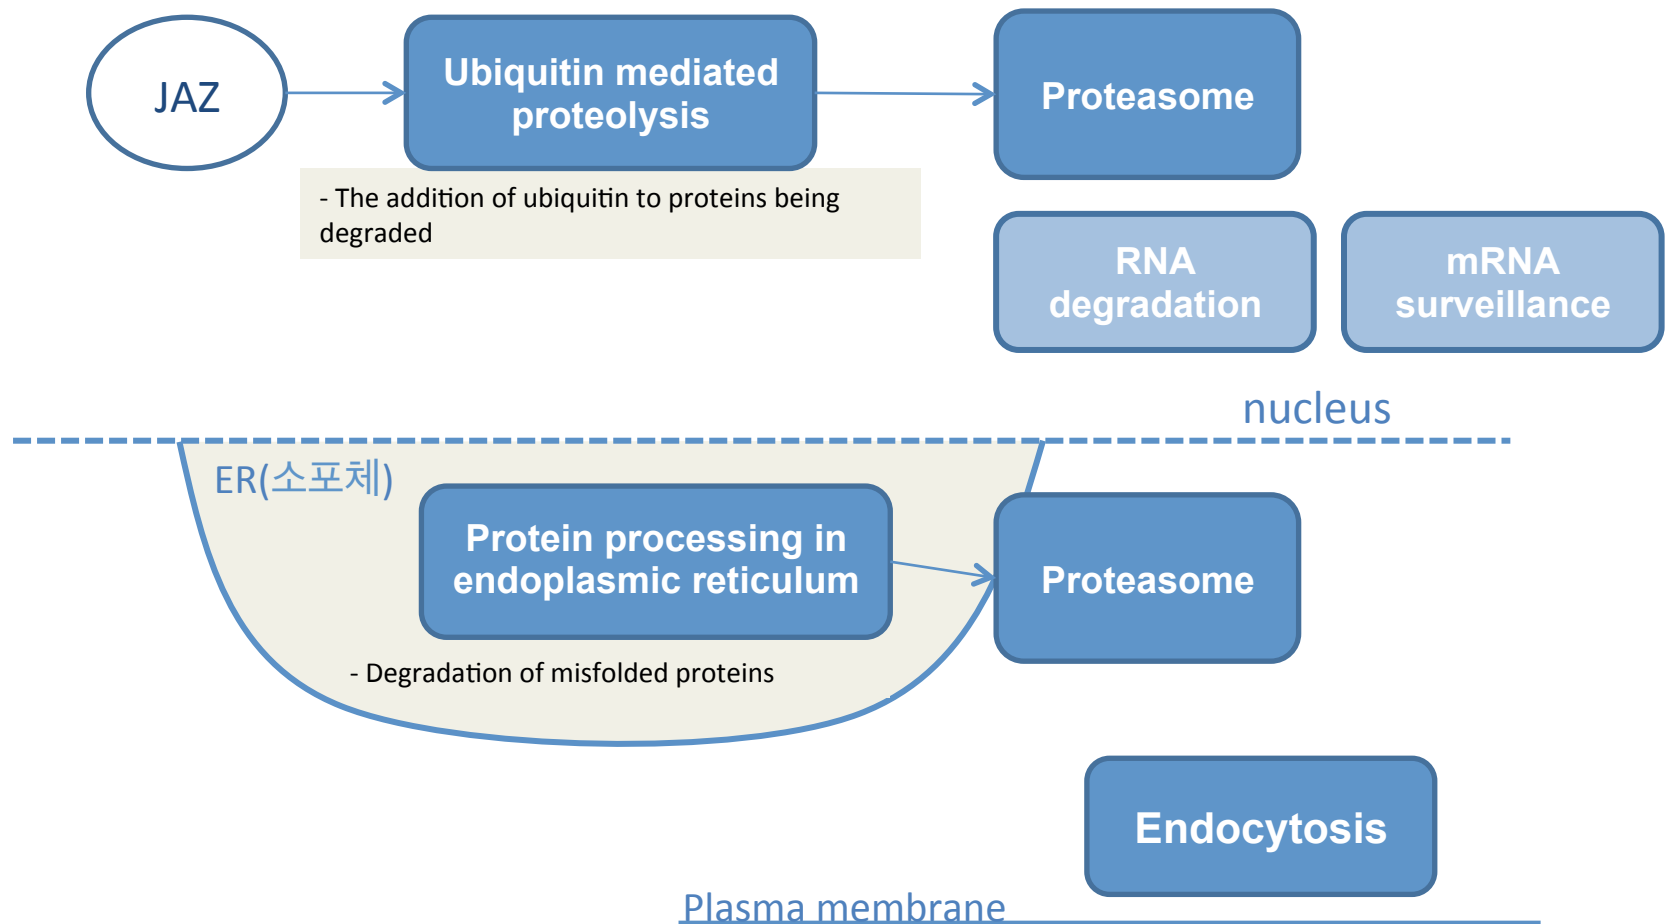 JAZ
Ubiquitin mediated
proteolysis
Proteasome
- The addition of ubiquitin to proteins being
degraded
RNA
degradation
mRNA
surveillance
nucleus
ER(소포체)
Protein processing in
endoplasmic reticulum
Proteasome
- Degradation of misfolded proteins
Endocytosis
Plasma membrane